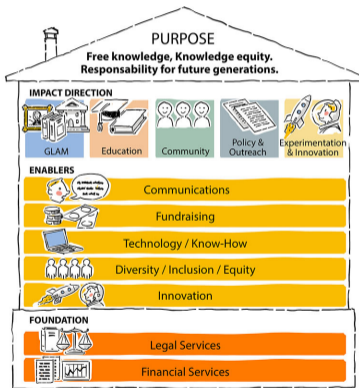 PURPOSE
Free knowledge, Knowledge equity.
Responsability for future generations.
IMPACT DIRECTION
GLAM
Education
Community
Policy &
Outreach
Experimentation
& Innovation
ENABLERS
Communications
Fundraising
Technology / Know-How
Diversity / Inclusion / Equity
Innovation
FOUNDATION
Legal Services
Financial Services